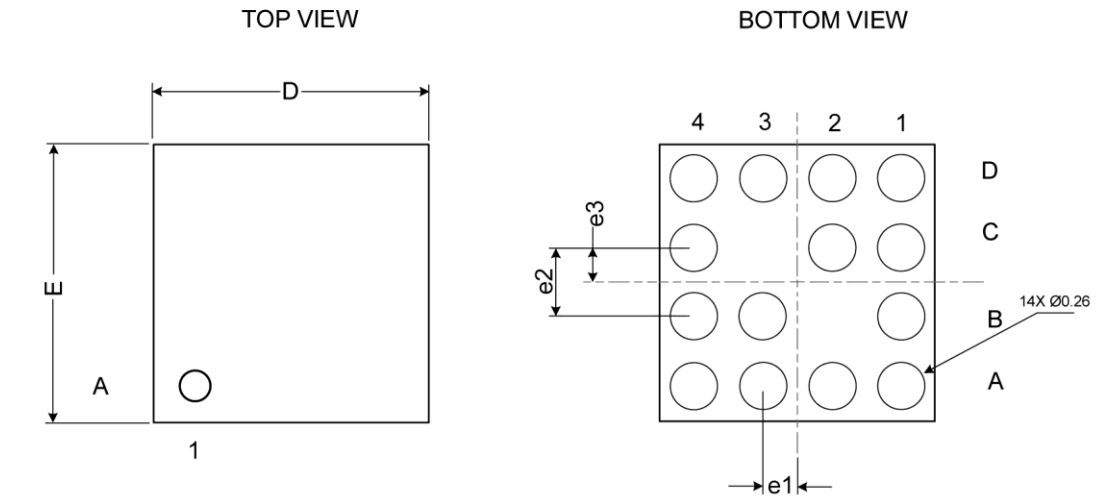 TOP VIEW
BOTTOM VIEW
D
E
A
1
4 3 2 1
D
C
B
A
e3
e2
14X Ø0.26
e1